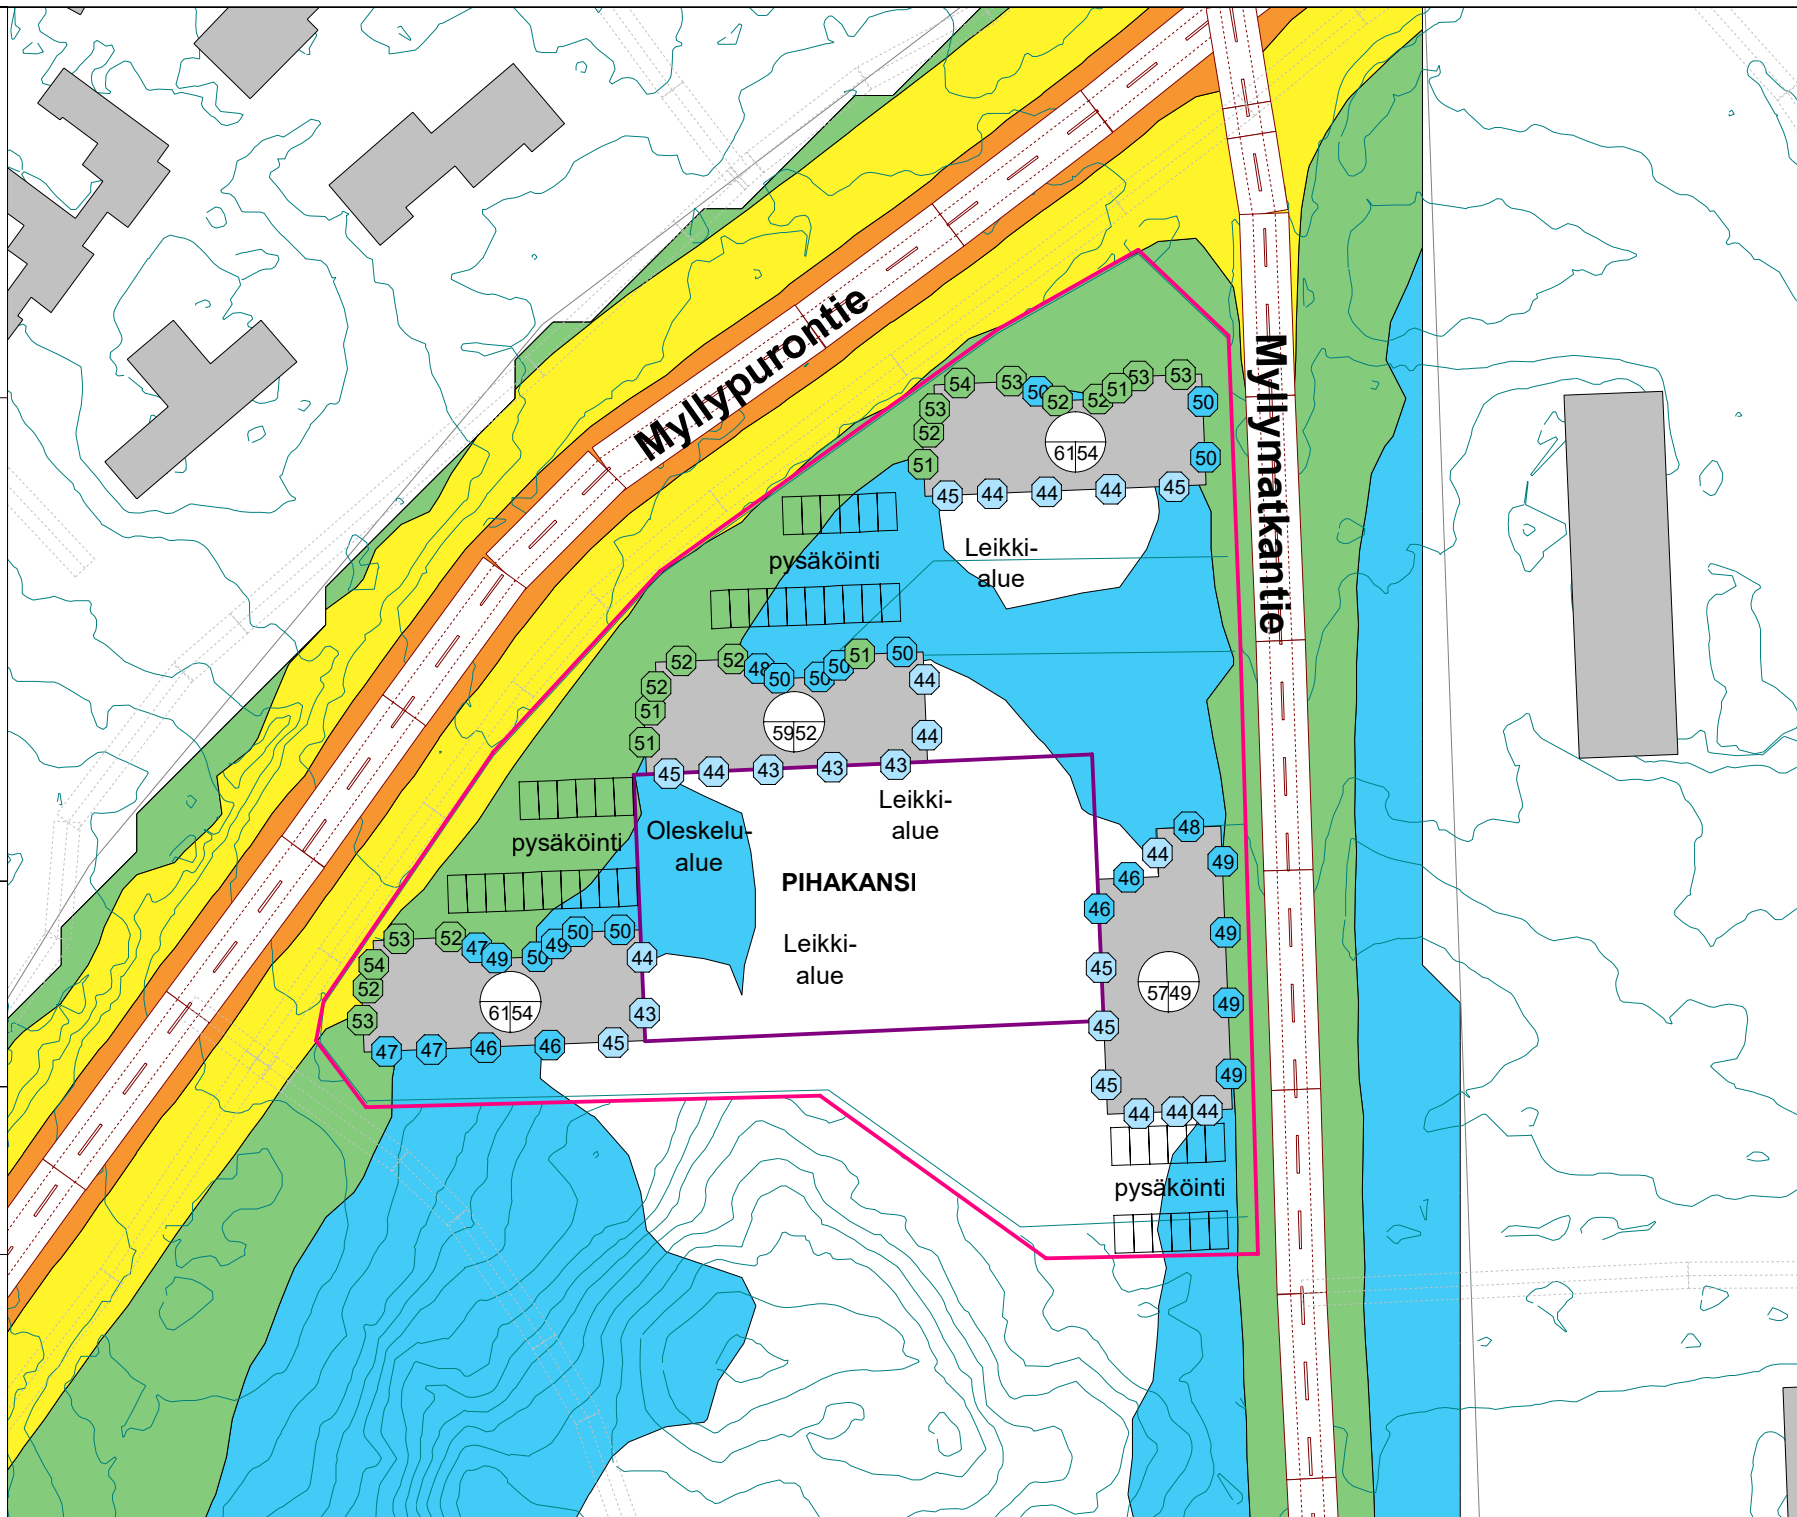 Myllypurontie
Myllymatkantie
54 53 50 52 52 51 53 53
53 50
52
61 54
51 50
45 44 44 44 45
Leikki-
alue
pysäköinti
52 52 48 50 50 50 51 50
52 44
51
59 52
51 44
45 44 43 43 43
Leikki-
alue
pysäköinti
Oleskelu-
alue
PIHAKANSI
Leikki-
alue
48
44 49
46
46
49
45
57 49
49
45
45 49
44 44 44
53 52 47 49 50 49 50 50
54 44
52
61 54
53 43
47 47 46 46 45
pysäköinti